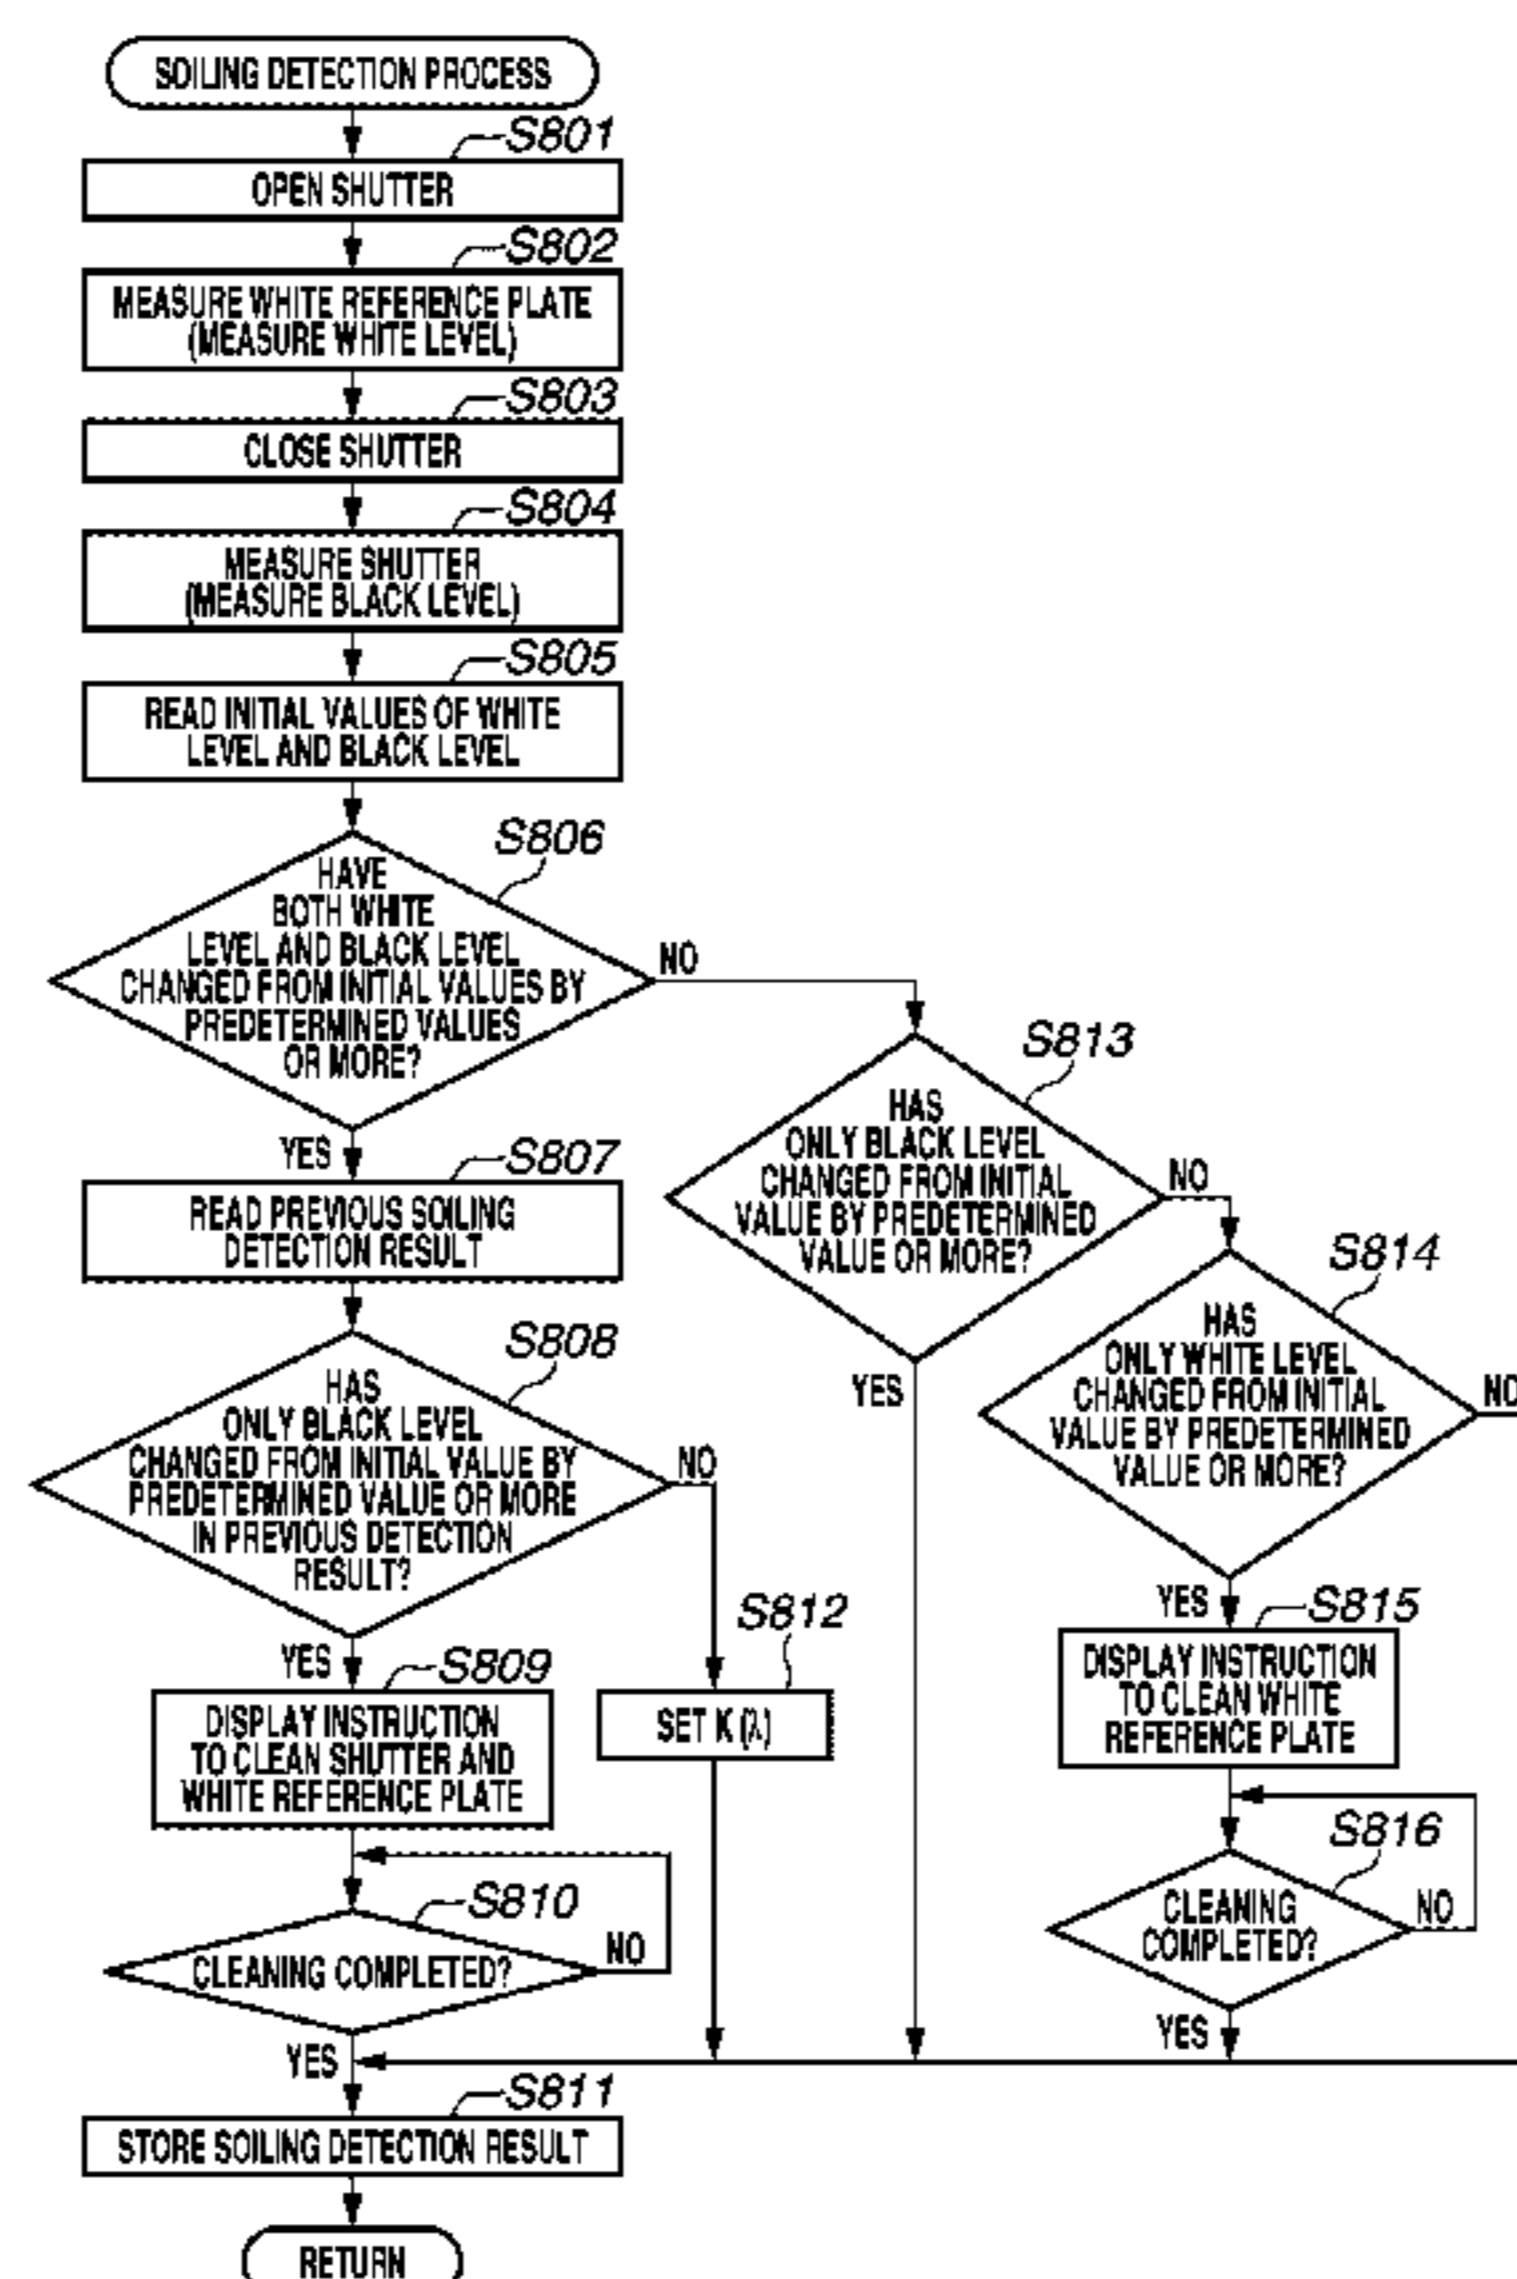 SOILING DETECTION PROCESS
S801
OPEN SHUTTER
S802
MEASURE WHITE REFERENCE PLATE
(MEASURE WHITE LEVEL)
S803
CLOSE SHUTTER
S804
MEASURE SHUTTER
(MEASURE BLACK LEVEL)
S805
READ INITIAL VALUES OF WHITE
LEVEL AND BLACK LEVEL
S806
HAVE
BOTH WHITE
LEVEL AND BLACK LEVEL
CHANGED FROM INITIAL VALUES BY
PREDETERMINED VALUES
OR MORE?
NO
YES
S807
READ PREVIOUS SOILING
DETECTION RESULT
S808
HAS
ONLY BLACK LEVEL
CHANGED FROM INITIAL VALUE BY
PREDETERMINED VALUE OR MORE
IN PREVIOUS DETECTION
RESULT?
NO
YES
S809
DISPLAY INSTRUCTION
TO CLEAN SHUTTER AND
WHITE REFERENCE PLATE
S810
CLEANING COMPLETED?
NO
YES
S811
STORE SOILING DETECTION RESULT
RETURN
S812
SET K (λ)
S813
HAS
ONLY BLACK LEVEL
CHANGED FROM INITIAL
VALUE BY PREDETERMINED
VALUE OR MORE?
NO
YES
S814
HAS
ONLY WHITE LEVEL
CHANGED FROM INITIAL
VALUE BY PREDETERMINED
VALUE OR MORE?
NO
YES
S815
DISPLAY INSTRUCTION
TO CLEAN WHITE
REFERENCE PLATE
S816
CLEANING
COMPLETED?
NO
YES